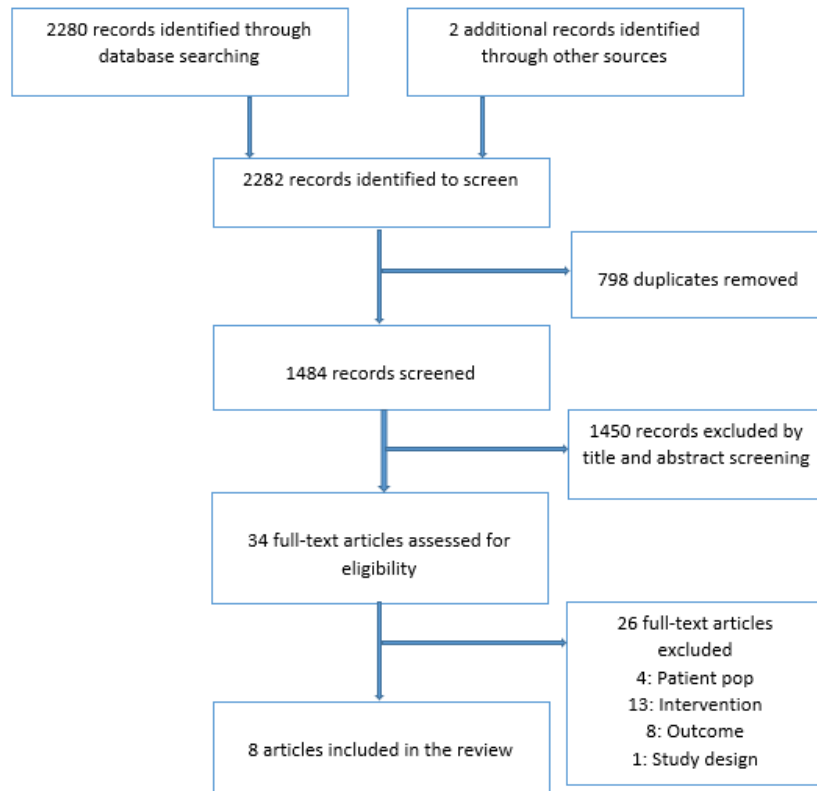 2280 records identified through
database searching
2 additional records identified
through other sources
2282 records identified to screen
798 duplicates removed
1484 records screened
1450 records excluded by
title and abstract screening
34 full-text articles assessed for
eligibility
26 full-text articles
excluded
4: Patient pop
13: Intervention
8: Outcome
1: Study design
8 articles included in the review